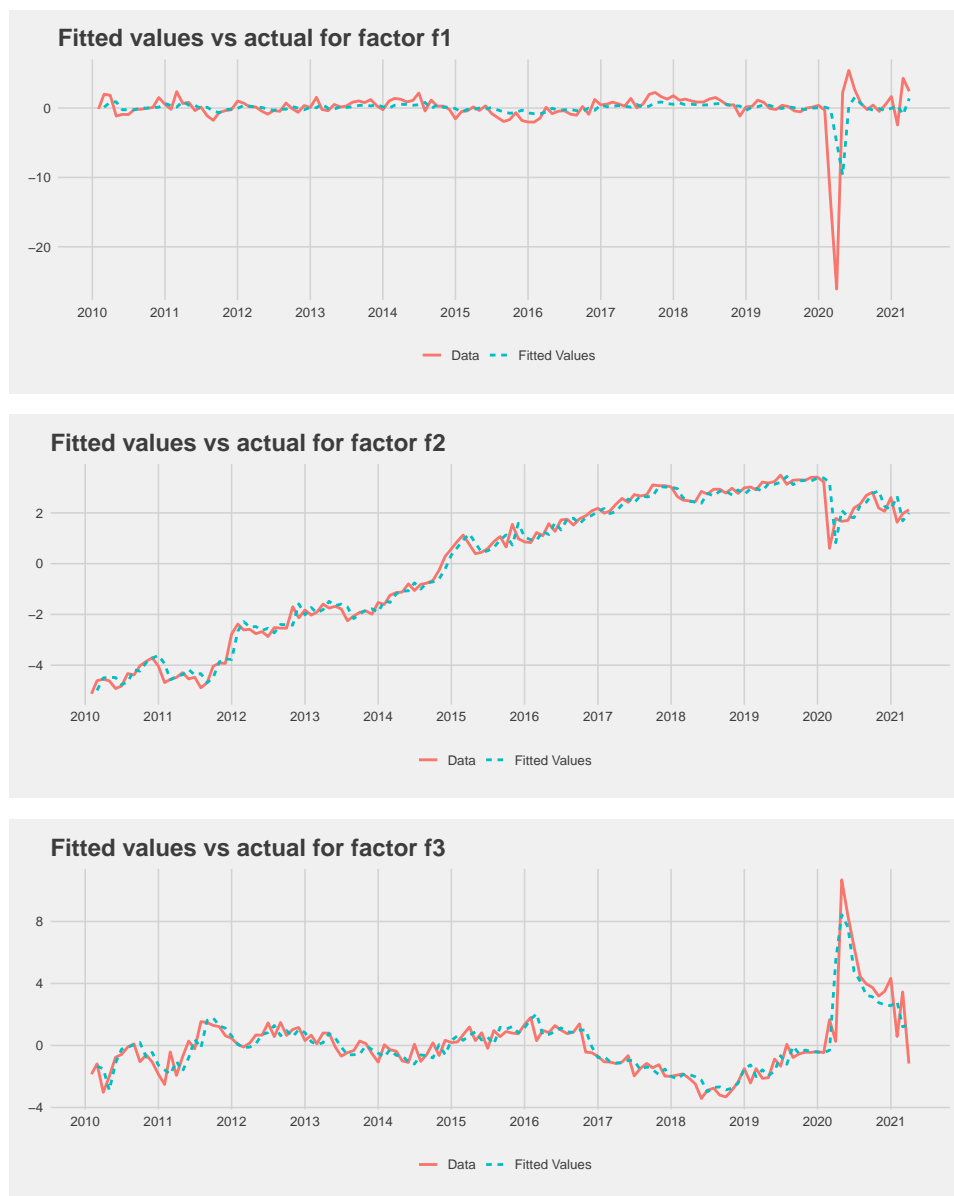 Fitted values vs actual for factor f1
0
−10
−20
2010 2011 2012 2013 2014 2015 2016 2017 2018 2019 2020 2021
Data Fitted Values
Fitted values vs actual for factor f2
2
0
−2
−4
2010 2011 2012 2013 2014 2015 2016 2017 2018 2019 2020 2021
Data Fitted Values
Fitted values vs actual for factor f3
8
4
0
−4
2010 2011 2012 2013 2014 2015 2016 2017 2018 2019 2020 2021
Data Fitted Values